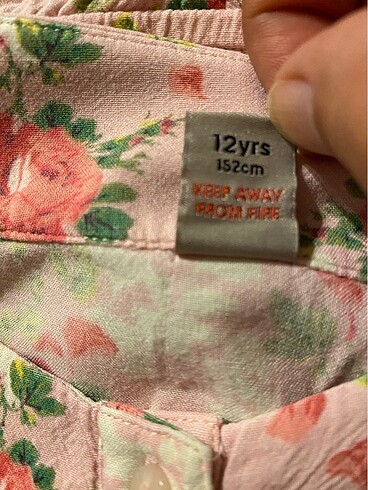 12yrs
152cm
KEEP AWAY
FROM FIRE